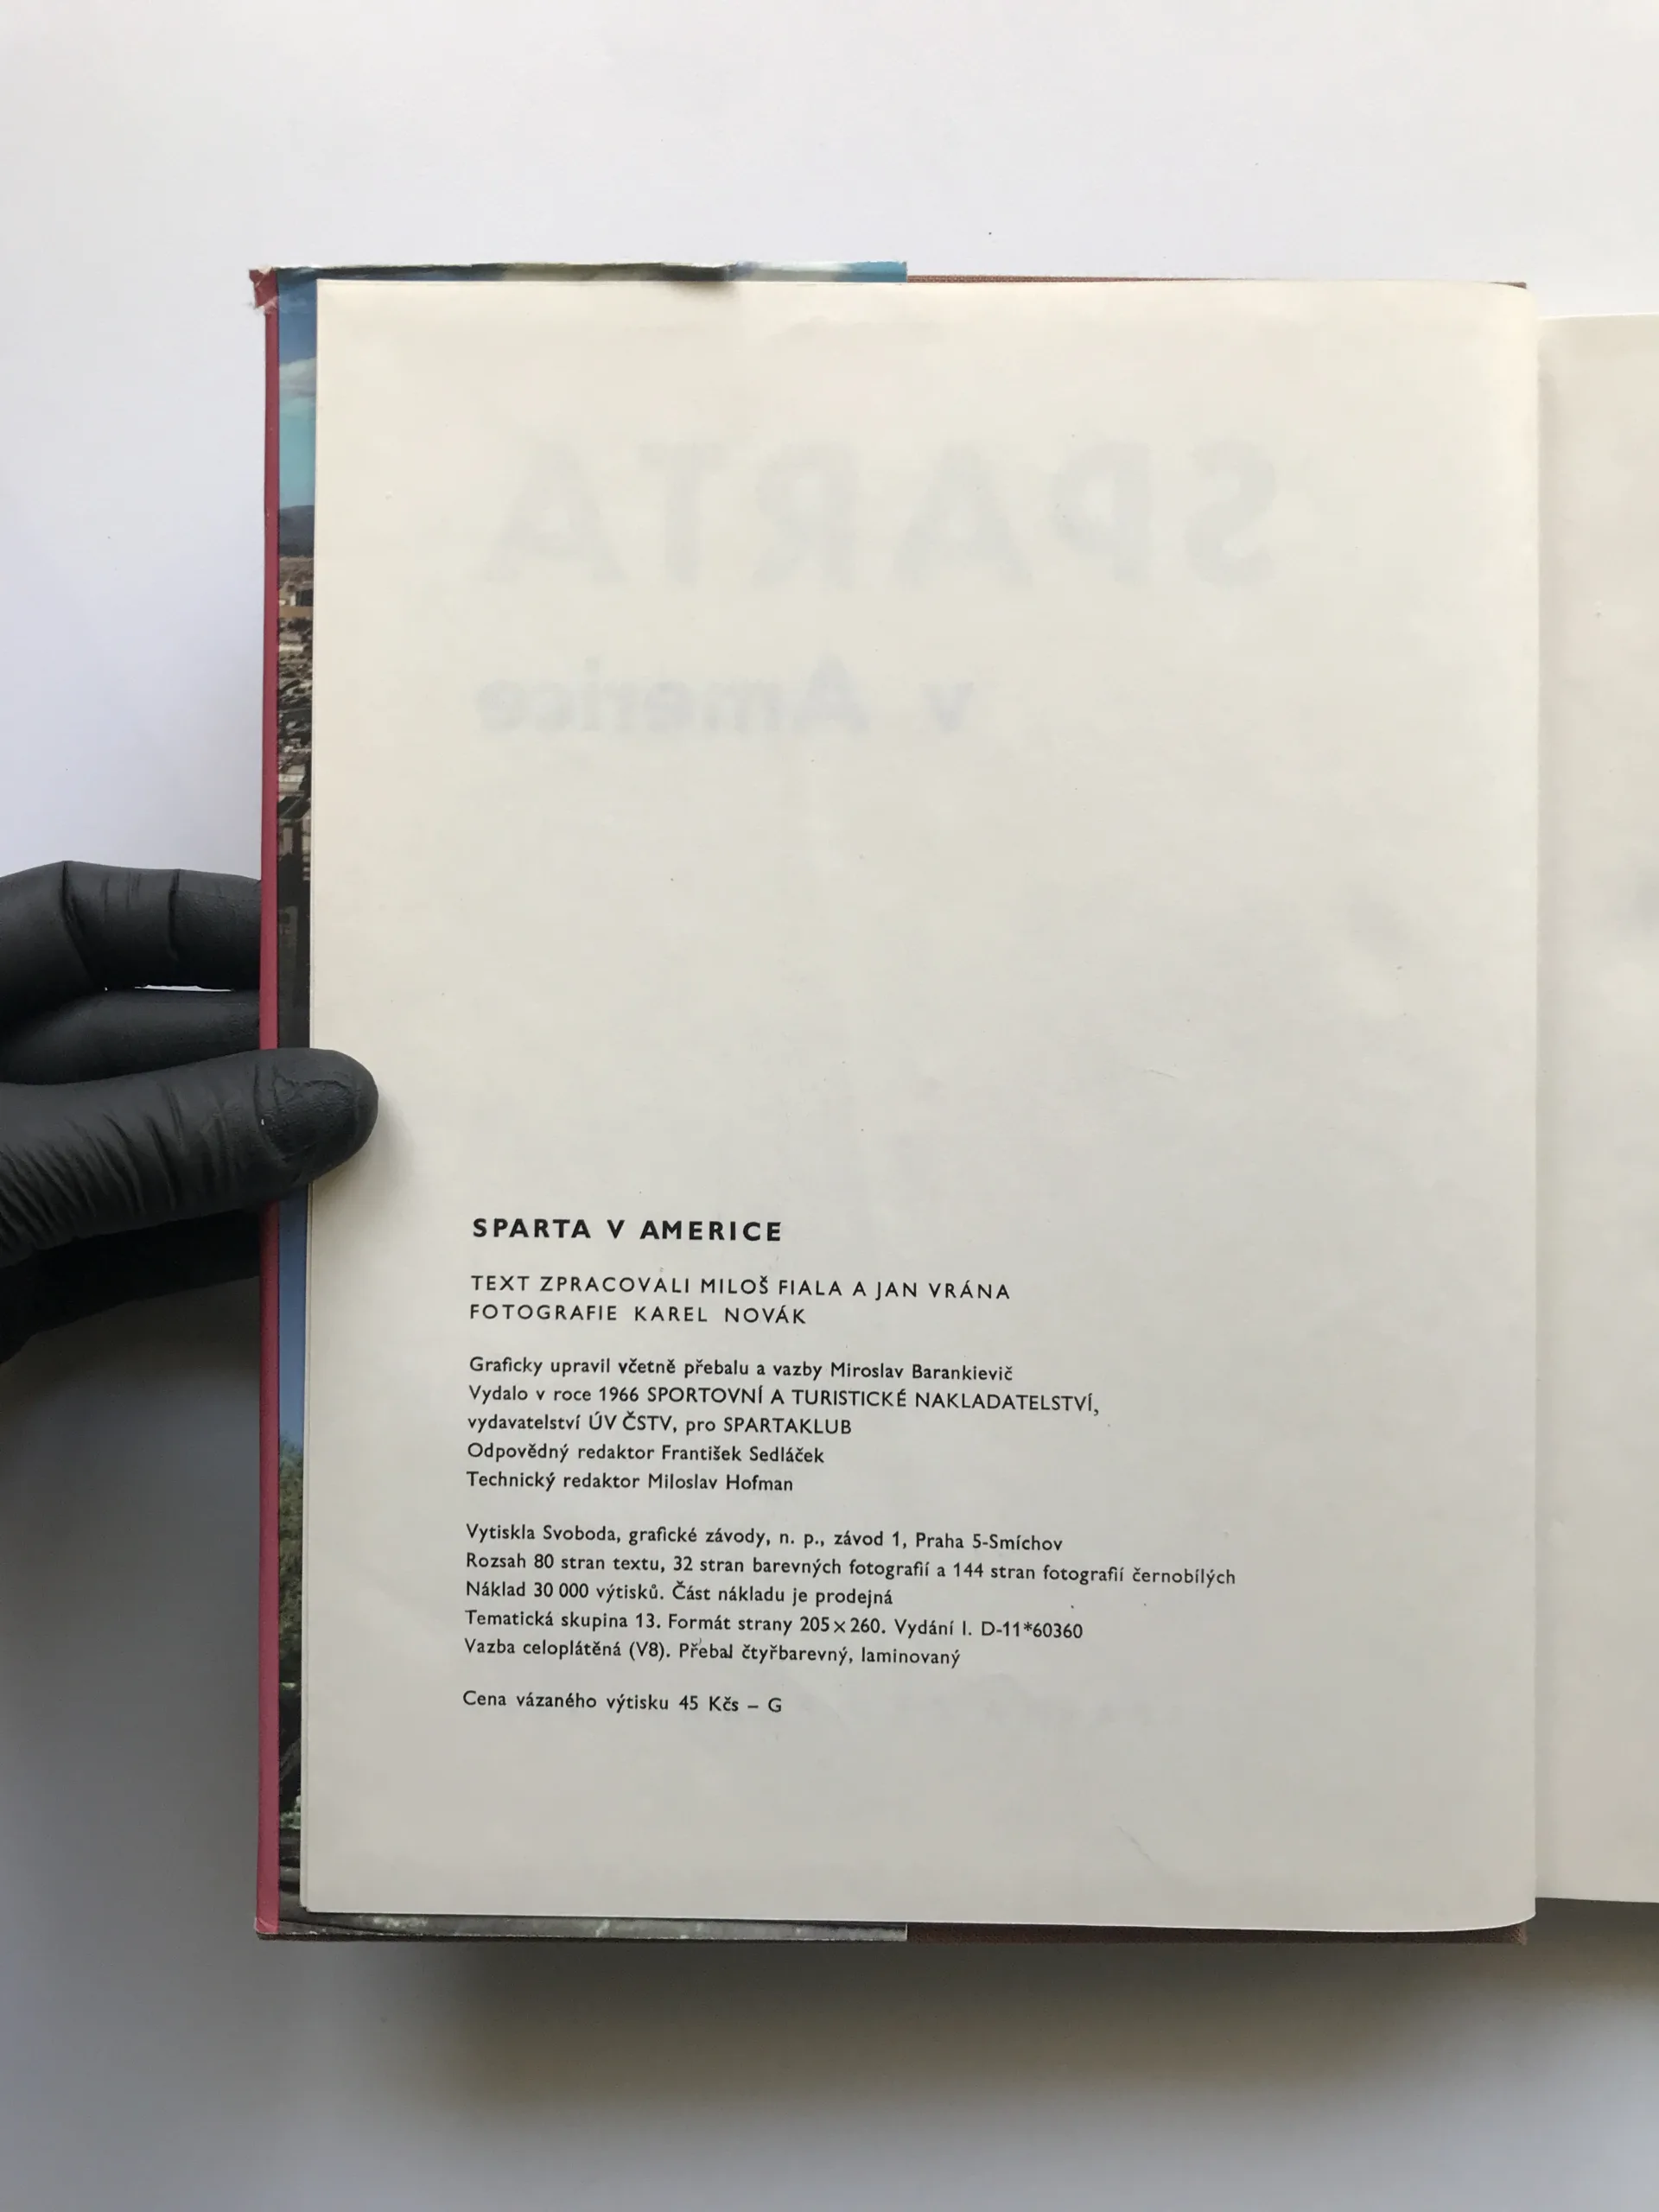 SPARTA
v Americe
SPARTA V AMERICE
TEXT ZPRACOVALI MILOŠ FIALA A JAN VRÁNA
FOTOGRAFIE KAREL NOVÁK
Graficky upravil včetně přebalu a vazby Miroslav Barankievič
Vydalo v roce 1966 SPORTOVNÍ A TURISTICKÉ NAKLADATELSTVÍ,
vydavatelství ÚV ČSTV, pro SPARTAKLUB
Odpovědný redaktor František Sedláček
Technický redaktor Miloslav Hofman
Vytiskla Svoboda, grafické závody, n. p., závod 1, Praha 5-Smíchov
Rozsah 80 stran textu, 32 stran barevných fotografií a 144 stran fotografií černobílých
Náklad 30 000 výtisků. Část nákladu je prodejná
Tematická skupina 13. Formát strany 205×260. Vydání I. D-11*60360
Vazba celoplátěná (V8). Přebal čtyřbarevný, laminovaný
Cena vázaného výtisku 45 Kčs – G